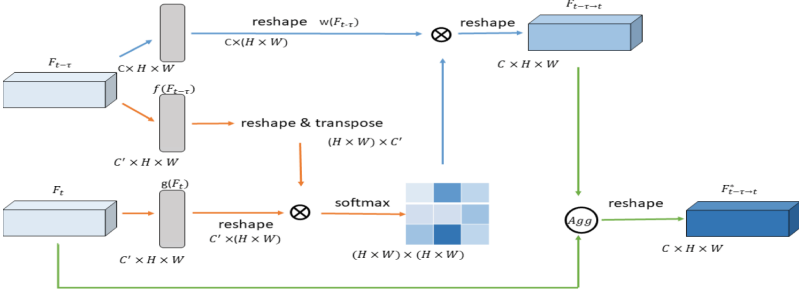 reshape w(F_{t-τ})
C×(H × W)
reshape
F_{t-τ→t}
F_{t-τ}
C× H × W
C × H × W
f(F_{t-τ})
reshape & transpose
(H × W) × C′
C′ × H × W
F_t
g(F_t)
softmax
reshape
C′ ×(H × W)
C′ × H × W
(H × W) × (H × W)
Agg
reshape
F*_{t-τ→t}
C × H × W